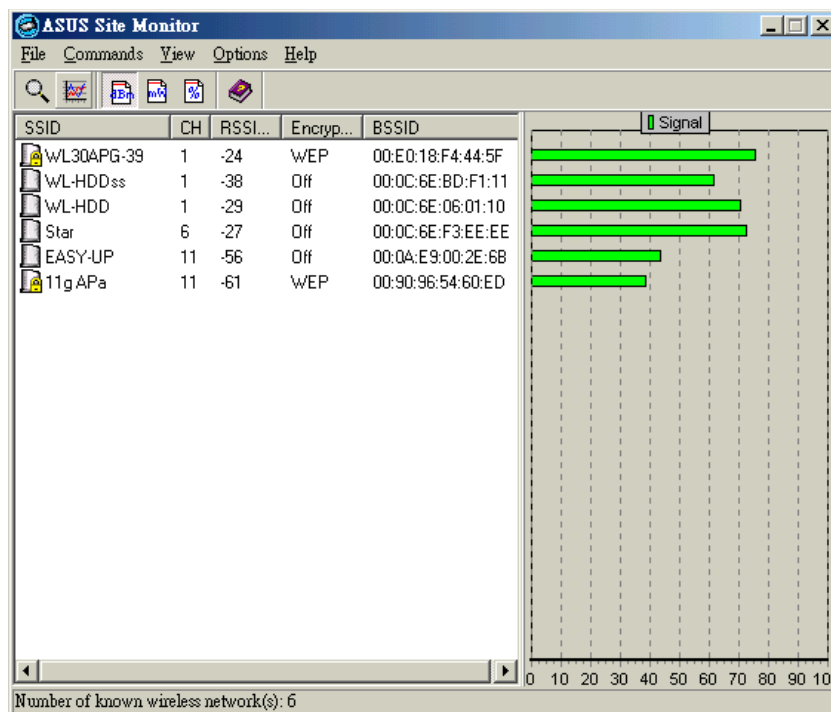 ASUS Site Monitor
File Commands View Options Help
dBm mW %
SSID CH RSSI... Encryp... BSSID
WL30APG-39 1 -24 WEP 00:E0:18:F4:44:5F
WL-HDDss 1 -38 Off 00:0C:6E:BD:F1:11
WL-HDD 1 -29 Off 00:0C:6E:06:01:10
Star 6 -27 Off 00:0C:6E:F3:EE:EE
EASY-UP 11 -56 Off 00:0A:E9:00:2E:6B
11g APa 11 -61 WEP 00:90:96:54:60:ED
Signal
0 10 20 30 40 50 60 70 80 90 10
Number of known wireless network(s): 6